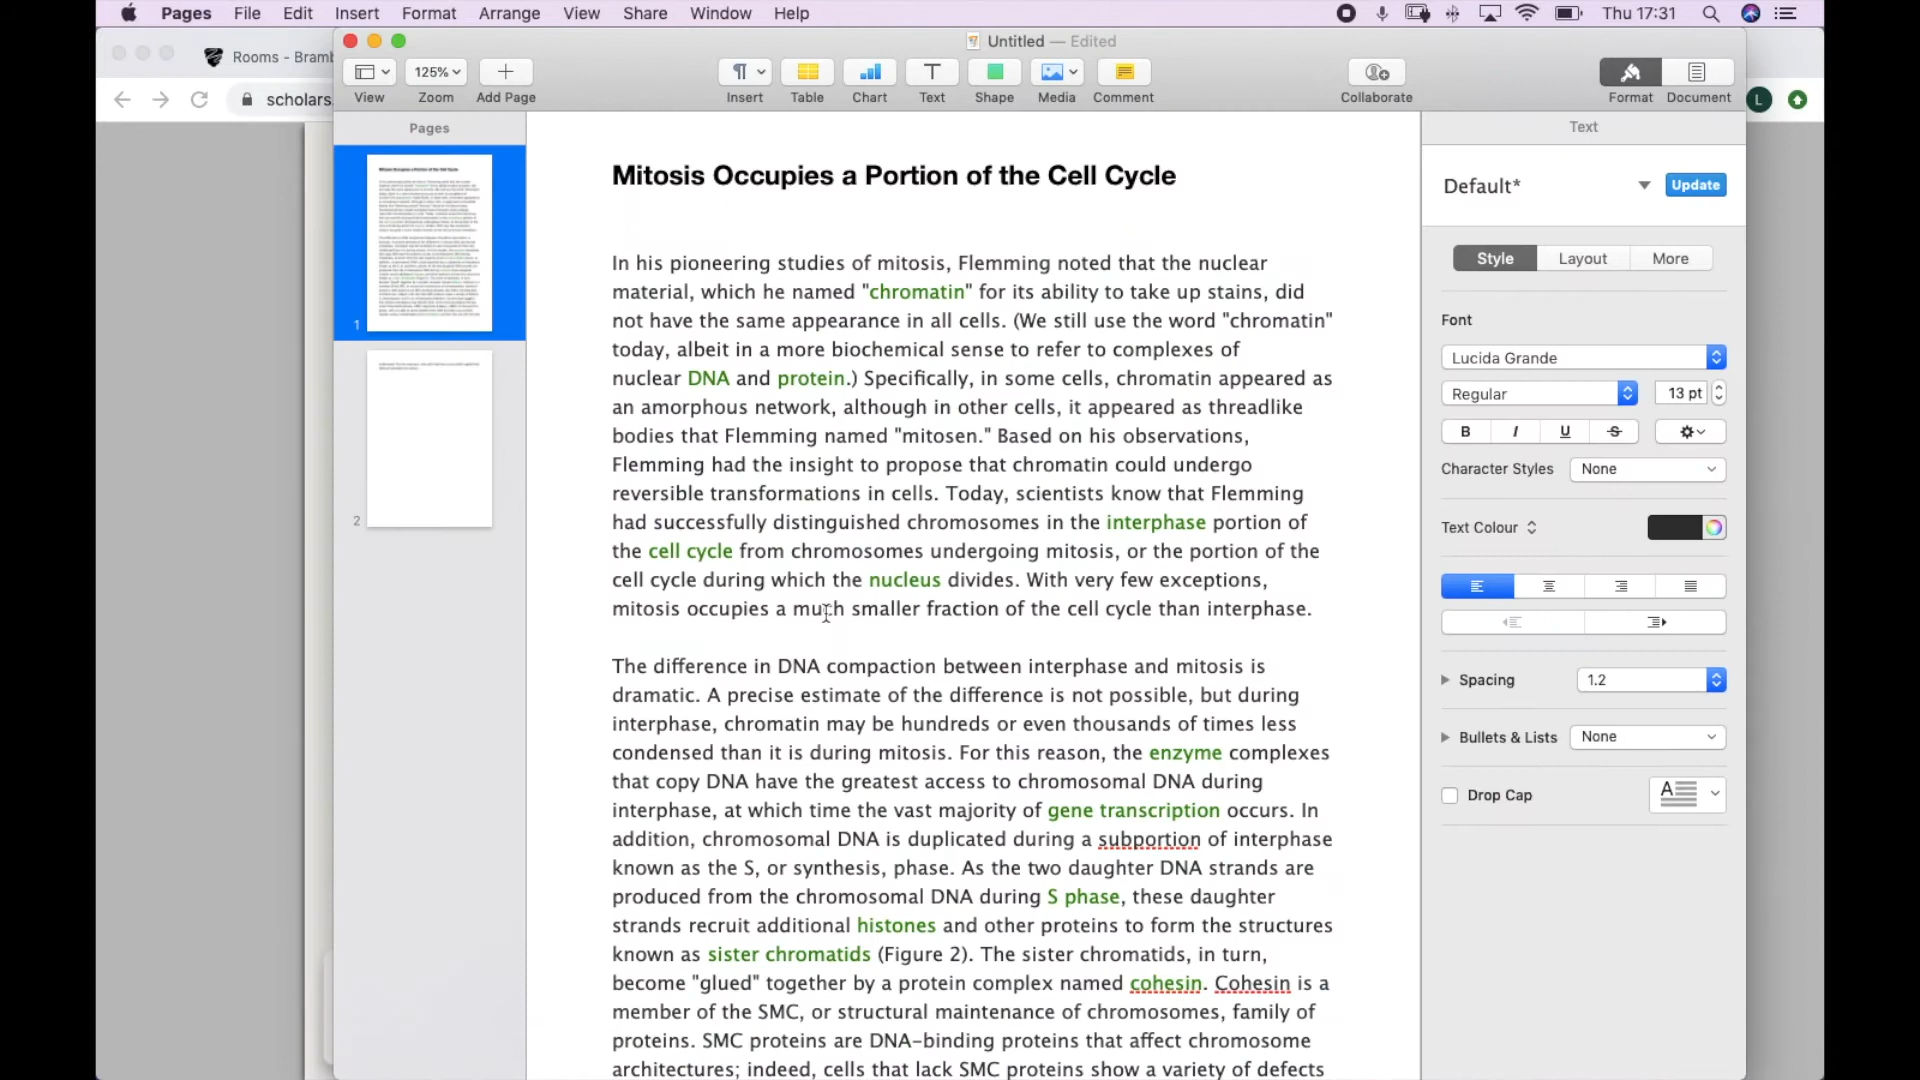 Pages File Edit Insert Format Arrange View Share Window Help Thu 17:31
Untitled — Edited
Rooms - Bramb
125%
View Zoom Add Page Insert Table Chart Text Shape Media Comment Collaborate Format Document
scholars.
L
Pages
Text
1
2
Mitosis Occupies a Portion of the Cell Cycle
In his pioneering studies of mitosis, Flemming noted that the nuclear
material, which he named "chromatin" for its ability to take up stains, did
not have the same appearance in all cells. (We still use the word "chromatin"
today, albeit in a more biochemical sense to refer to complexes of
nuclear DNA and protein.) Specifically, in some cells, chromatin appeared as
an amorphous network, although in other cells, it appeared as threadlike
bodies that Flemming named "mitosen." Based on his observations,
Flemming had the insight to propose that chromatin could undergo
reversible transformations in cells. Today, scientists know that Flemming
had successfully distinguished chromosomes in the interphase portion of
the cell cycle from chromosomes undergoing mitosis, or the portion of the
cell cycle during which the nucleus divides. With very few exceptions,
mitosis occupies a much smaller fraction of the cell cycle than interphase.
The difference in DNA compaction between interphase and mitosis is
dramatic. A precise estimate of the difference is not possible, but during
interphase, chromatin may be hundreds or even thousands of times less
condensed than it is during mitosis. For this reason, the enzyme complexes
that copy DNA have the greatest access to chromosomal DNA during
interphase, at which time the vast majority of gene transcription occurs. In
addition, chromosomal DNA is duplicated during a subportion of interphase
known as the S, or synthesis, phase. As the two daughter DNA strands are
produced from the chromosomal DNA during S phase, these daughter
strands recruit additional histones and other proteins to form the structures
known as sister chromatids (Figure 2). The sister chromatids, in turn,
become "glued" together by a protein complex named cohesin. Cohesin is a
member of the SMC, or structural maintenance of chromosomes, family of
proteins. SMC proteins are DNA-binding proteins that affect chromosome
architectures; indeed, cells that lack SMC proteins show a variety of defects
Default*
Update
Style Layout More
Font
Lucida Grande
Regular 13 pt
B I U S
Character Styles None
Text Colour
Spacing 1.2
Bullets & Lists None
Drop Cap A